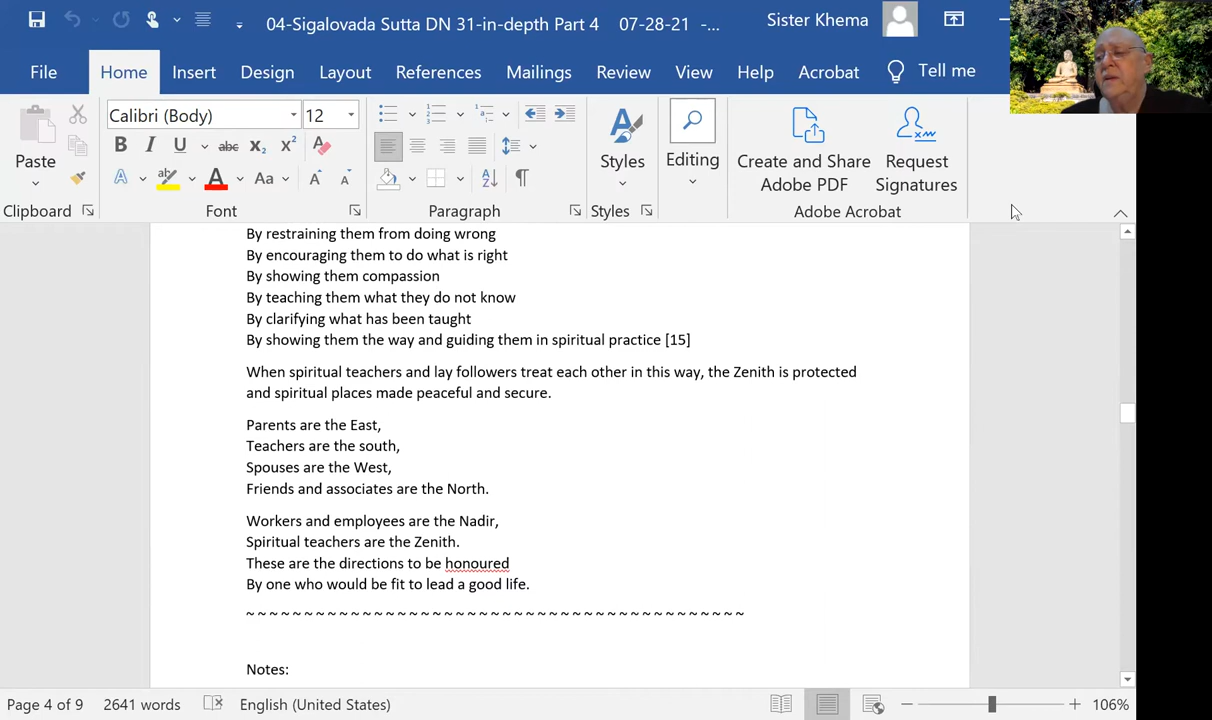 04-Sigalovada Sutta DN 31-in-depth Part 4 07-28-21 -...
Sister Khema
File Home Insert Design Layout References Mailings Review View Help Acrobat Tell me
Calibri (Body) 12
Paste
Styles
Editing
Create and Share Adobe PDF
Request Signatures
Clipboard Font Paragraph Styles Adobe Acrobat
By restraining them from doing wrong
By encouraging them to do what is right
By showing them compassion
By teaching them what they do not know
By clarifying what has been taught
By showing them the way and guiding them in spiritual practice [15]
When spiritual teachers and lay followers treat each other in this way, the Zenith is protected
and spiritual places made peaceful and secure.
Parents are the East,
Teachers are the south,
Spouses are the West,
Friends and associates are the North.
Workers and employees are the Nadir,
Spiritual teachers are the Zenith.
These are the directions to be honoured
By one who would be fit to lead a good life.
~~~~~~~~~~~~~~~~~~~~~~~~~~~~~~~~~~~~~~~~~~~
Notes:
Page 4 of 9 2641 words English (United States) 106%